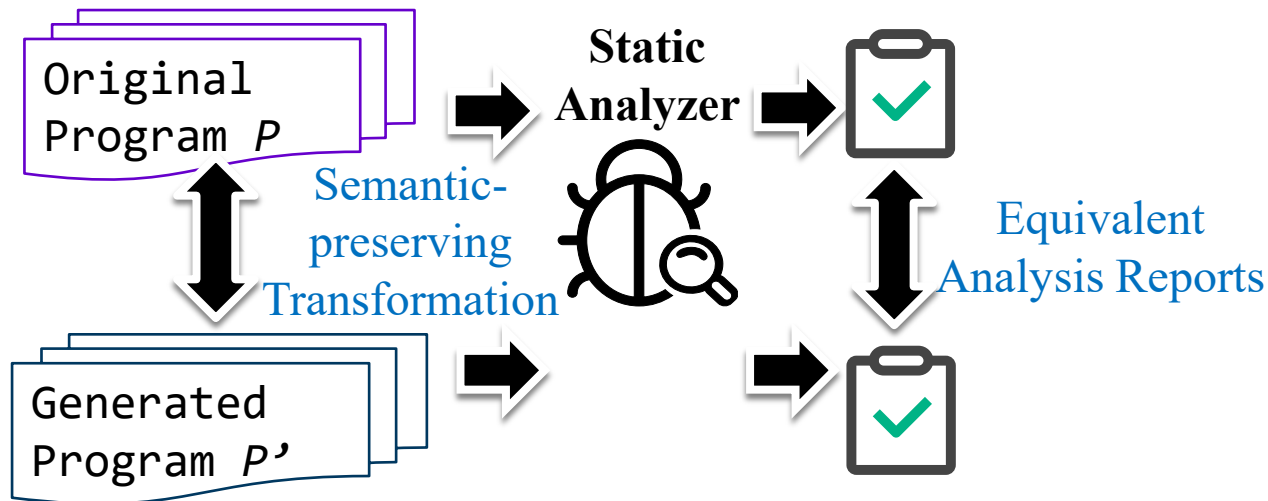 Original
Program P
Static
Analyzer
Semantic-
preserving
Transformation
Equivalent
Analysis Reports
Generated
Program P’